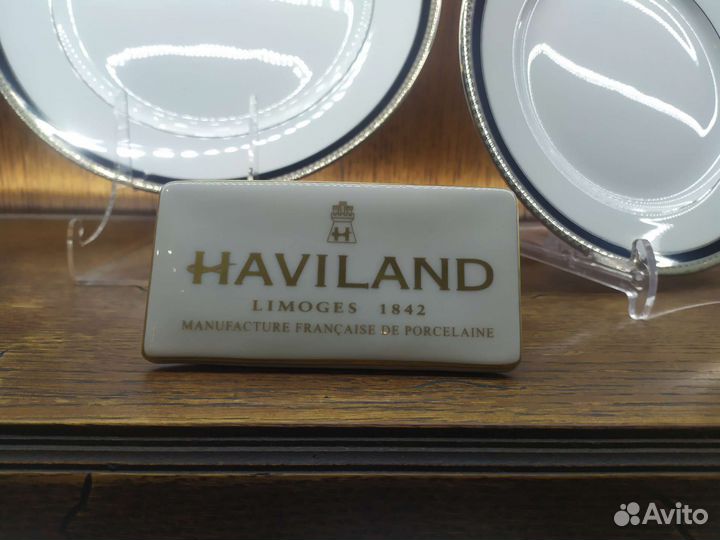 H
HAVILAND
LIMOGES 1842
MANUFACTURE FRANÇAISE DE PORCELAINE
Avito